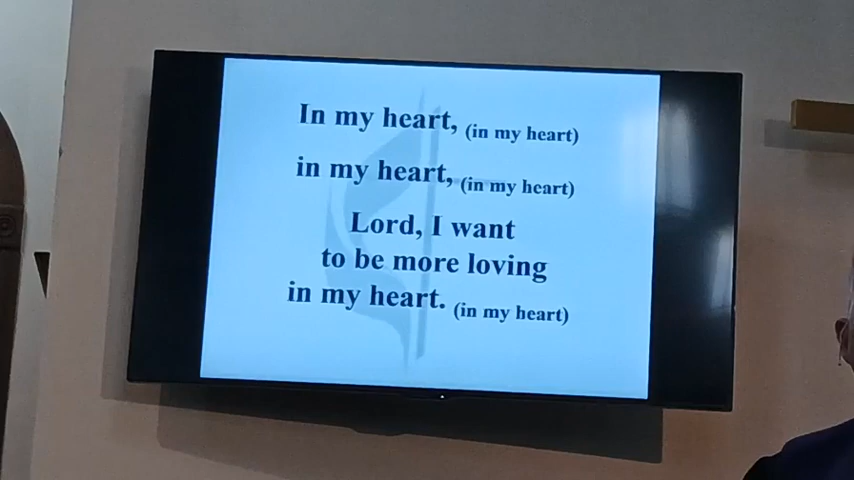 In my heart, (in my heart)
in my heart, (in my heart)
Lord, I want
to be more loving
in my heart. (in my heart)